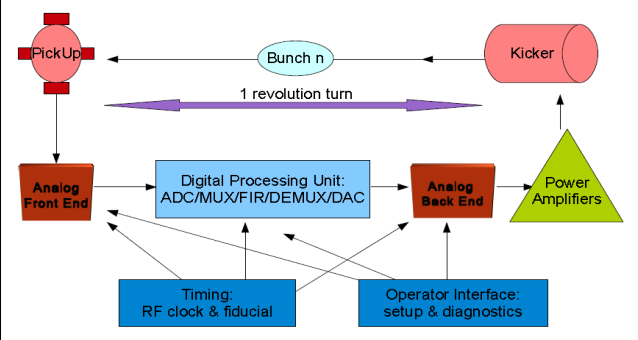 PickUp
Bunch n
Kicker
1 revolution turn
Analog
Front End
Digital Processing Unit:
ADC/MUX/FIR/DEMUX/DAC
Analog
Back End
Power
Amplifiers
Timing:
RF clock & fiducial
Operator Interface:
setup & diagnostics